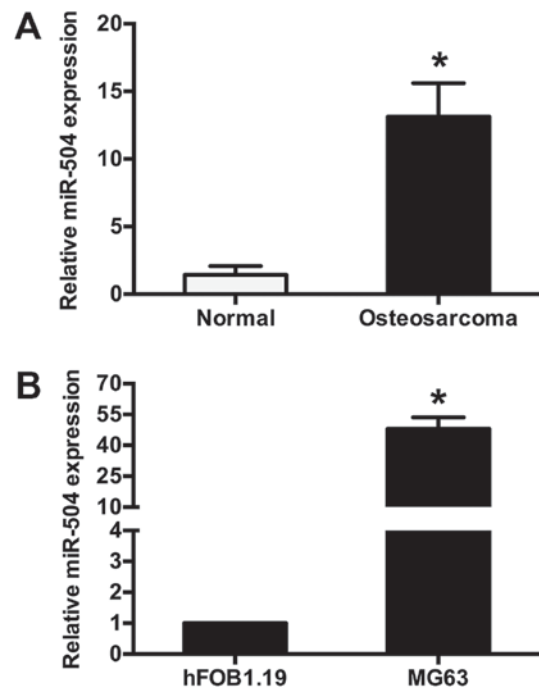 A
Relative miR-504 expression
20
15
10
5
0
*
Normal Osteosarcoma
B
Relative miR-504 expression
70
55
40
25
10
4
3
2
1
0
*
hFOB1.19 MG63